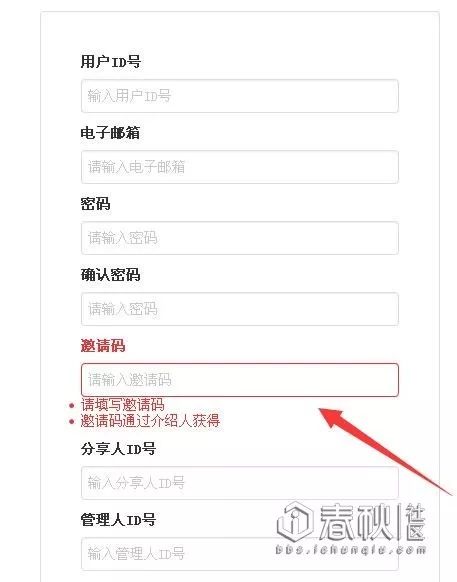 用户ID号
输入用户ID号
电子邮箱
请输入电子邮箱
密码
请输入密码
确认密码
请输入密码
邀请码
请输入邀请码
请填写邀请码
邀请码通过介绍人获得
分享人ID号
输入分享人ID号
管理人ID号
输入管理人ID号
春秋社区
bbs.ichunqiu.com